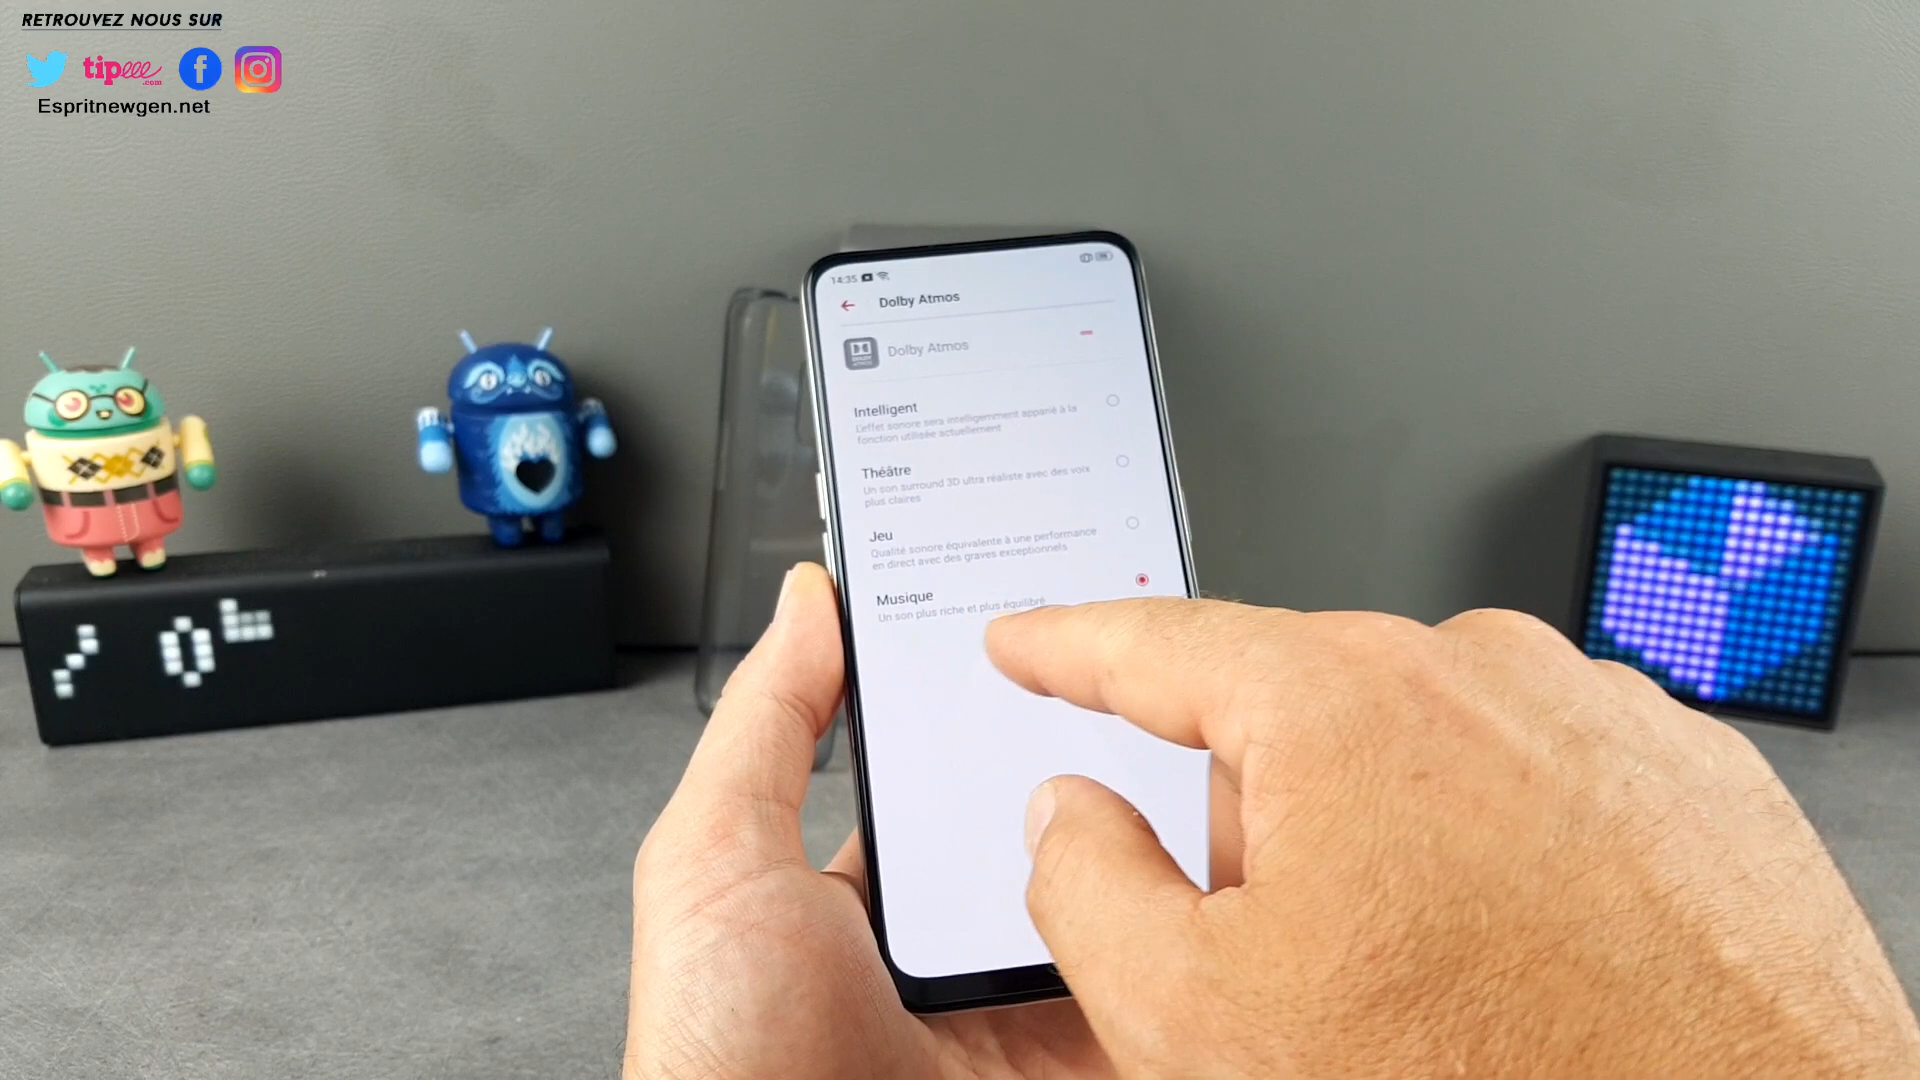 RETROUVEZ NOUS SUR
tipeee
.com
Espritnewgen.net
14:35
Dolby Atmos
Dolby Atmos
Intelligent
L'effet sonore sera intelligemment apparié à la
fonction utilisée actuellement
Théâtre
Un son surround 3D ultra réaliste avec des voix
plus claires
Jeu
Qualité sonore équivalente à une performance
en direct avec des graves exceptionnels
Musique
Un son plus riche et plus équilibré